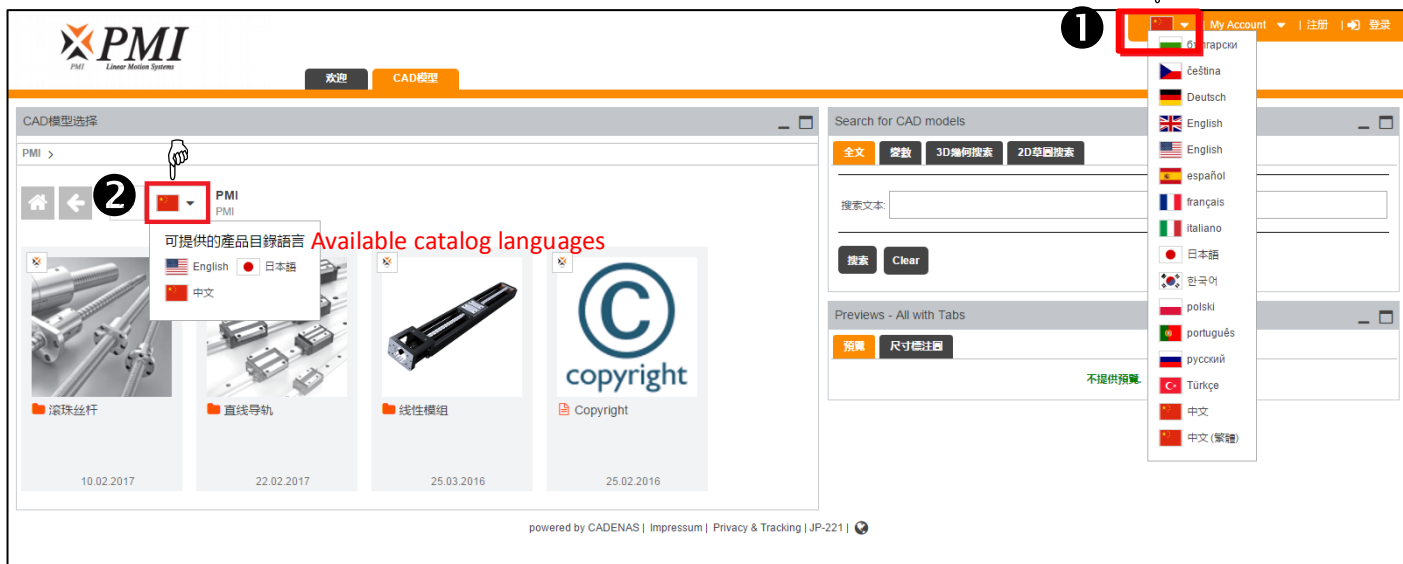 ❶
| My Account | 注册 | 登录
PMI
PMI Linear Motion Systems
欢迎 CAD模型
български
čeština
Deutsch
English
English
español
français
italiano
日本語
한국어
polski
português
русский
Türkçe
中文
中文 (繁體)
CAD模型选择
PMI >
❷
PMI
PMI
可提供的產品目錄語言 Available catalog languages
English 日本語
中文
copyright
滚珠丝杆
直线导轨
线性模组
Copyright
10.02.2017
22.02.2017
25.03.2016
25.02.2016
Search for CAD models
全文 變數 3D幾何搜索 2D草圖搜索
搜索文本:
搜索 Clear
Previews - All with Tabs
預覽 尺寸標注圖
不提供預覽.
powered by CADENAS | Impressum | Privacy & Tracking | JP-221 |